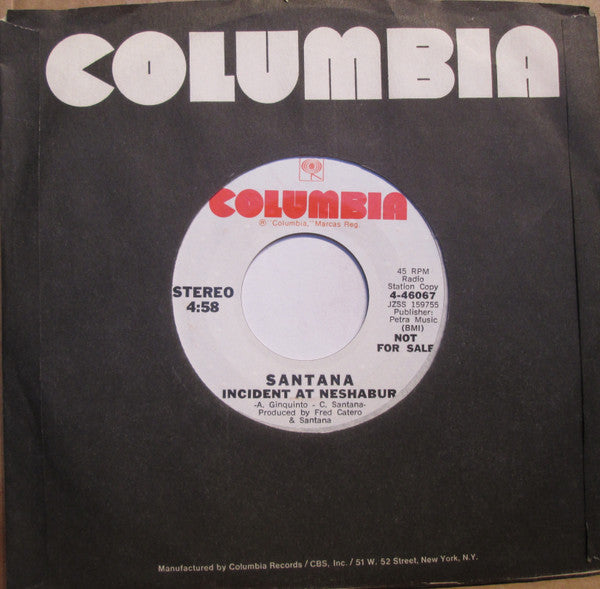 COLUMBIA
COLUMBIA
® "Columbia," Marcas Reg.
STEREO
4:58
45 RPM
Radio
Station Copy
4-46067
JZSS 159755
Publisher:
Petra Music
(BMI)
NOT
FOR SALE
SANTANA
INCIDENT AT NESHABUR
-A. Ginquinto - C. Santana-
Produced by Fred Catero
& Santana
Manufactured by Columbia Records / CBS, Inc. / 51 W. 52 Street, New York, N.Y.